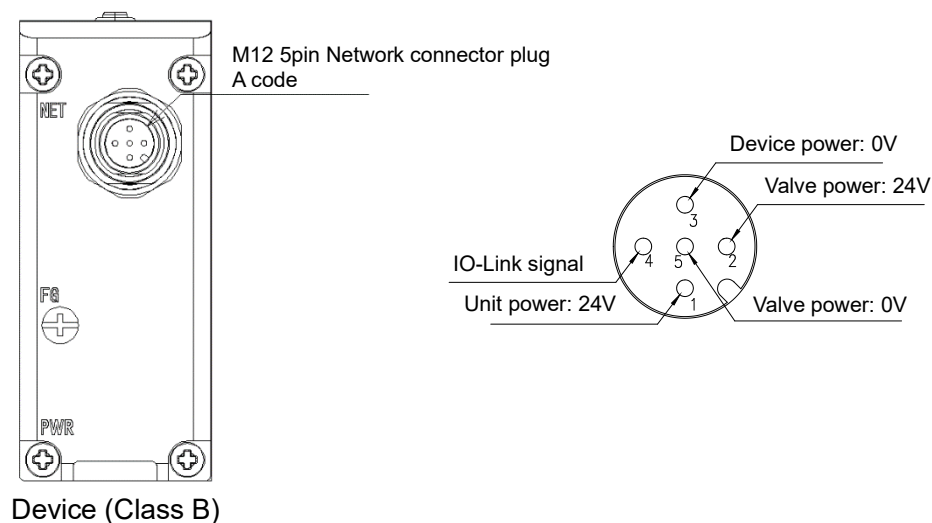 M12 5pin Network connector plug
A code
NET
FG
PWR
Device (Class B)
Device power: 0V
Valve power: 24V
3
4
5
2
IO-Link signal
Unit power: 24V
1
Valve power: 0V